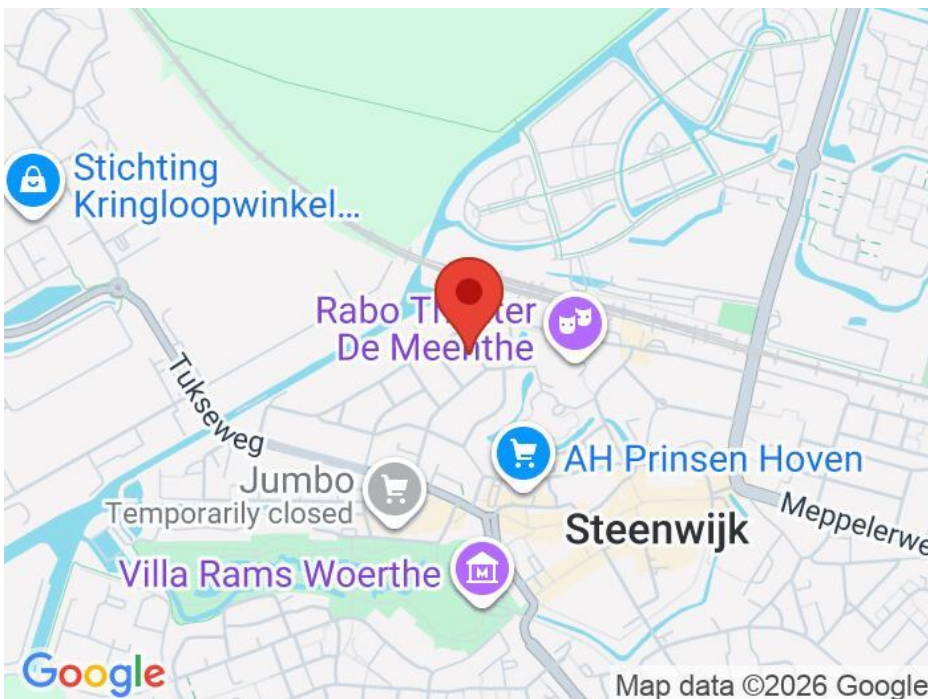 Stichting
Kringloopwinkel...
Rabo Theater
De Meenthe
Tukseweg
AH Prinsen Hoven
Jumbo
Temporarily closed
Steenwijk
Meppelerwe
Villa Rams Woerthe
Google
Map data ©2026 Google